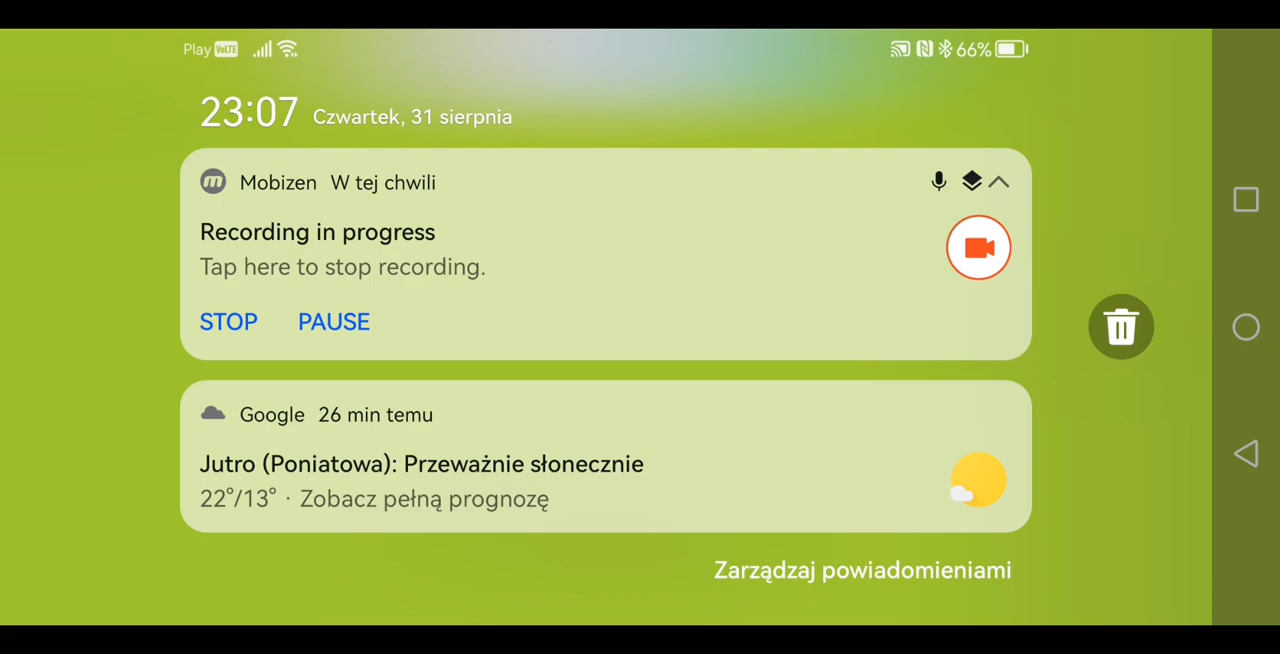 Play VoLTE 66%
23:07 Czwartek, 31 sierpnia
Mobizen W tej chwili
Recording in progress
Tap here to stop recording.
STOP PAUSE
Google 26 min temu
Jutro (Poniatowa): Przeważnie słonecznie
22°/13° · Zobacz pełną prognozę
Zarządzaj powiadomieniami